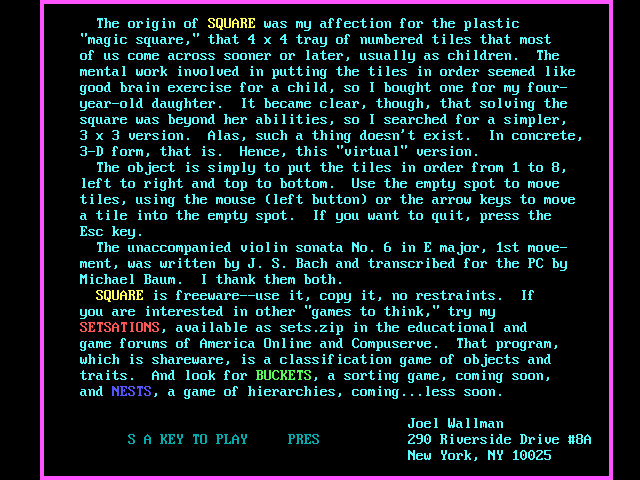 The origin of SQUARE was my affection for the plastic
"magic square," that 4 x 4 tray of numbered tiles that most
of us come across sooner or later, usually as children.  The
mental work involved in putting the tiles in order seemed like
good brain exercise for a child, so I bought one for my four-
year-old daughter.  It became clear, though, that solving the
square was beyond her abilities, so I searched for a simpler,
3 x 3 version.  Alas, such a thing doesn't exist.  In concrete,
3-D form, that is.  Hence, this "virtual" version.
The object is simply to put the tiles in order from 1 to 8,
left to right and top to bottom.  Use the empty spot to move
tiles, using the mouse (left button) or the arrow keys to move
a tile into the empty spot.  If you want to quit, press the
Esc key.
The unaccompanied violin sonata No. 6 in E major, 1st move-
ment, was written by J. S. Bach and transcribed for the PC by
Michael Baum.  I thank them both.
SQUARE is freeware--use it, copy it, no restraints.  If
you are interested in other "games to think," try my
SETSATIONS, available as sets.zip in the educational and
game forums of America Online and Compuserve.  That program,
which is shareware, is a classification game of objects and
traits.  And look for BUCKETS, a sorting game, coming soon,
and NESTS, a game of hierarchies, coming...less soon.
Joel Wallman
S A KEY TO PLAY     PRES     290 Riverside Drive #8A
New York, NY 10025